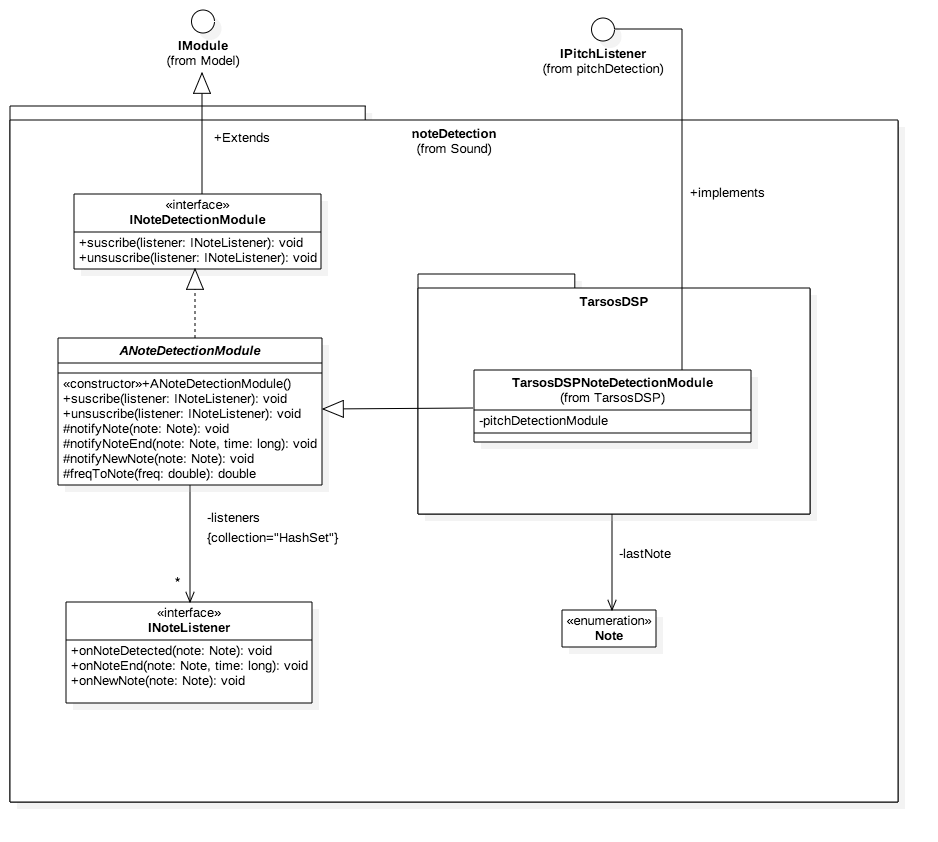 IModule
(from Model)
IPitchListener
(from pitchDetection)
+Extends
noteDetection
(from Sound)
+implements
«interface»
INoteDetectionModule
+suscribe(listener: INoteListener): void
+unsuscribe(listener: INoteListener): void
TarsosDSP
ANoteDetectionModule
«constructor»+ANoteDetectionModule()
+suscribe(listener: INoteListener): void
+unsuscribe(listener: INoteListener): void
#notifyNote(note: Note): void
#notifyNoteEnd(note: Note, time: long): void
#notifyNewNote(note: Note): void
#freqToNote(freq: double): double
TarsosDSPNoteDetectionModule
(from TarsosDSP)
-pitchDetectionModule
-listeners
{collection="HashSet"}
*
-lastNote
«interface»
INoteListener
+onNoteDetected(note: Note): void
+onNoteEnd(note: Note, time: long): void
+onNewNote(note: Note): void
«enumeration»
Note